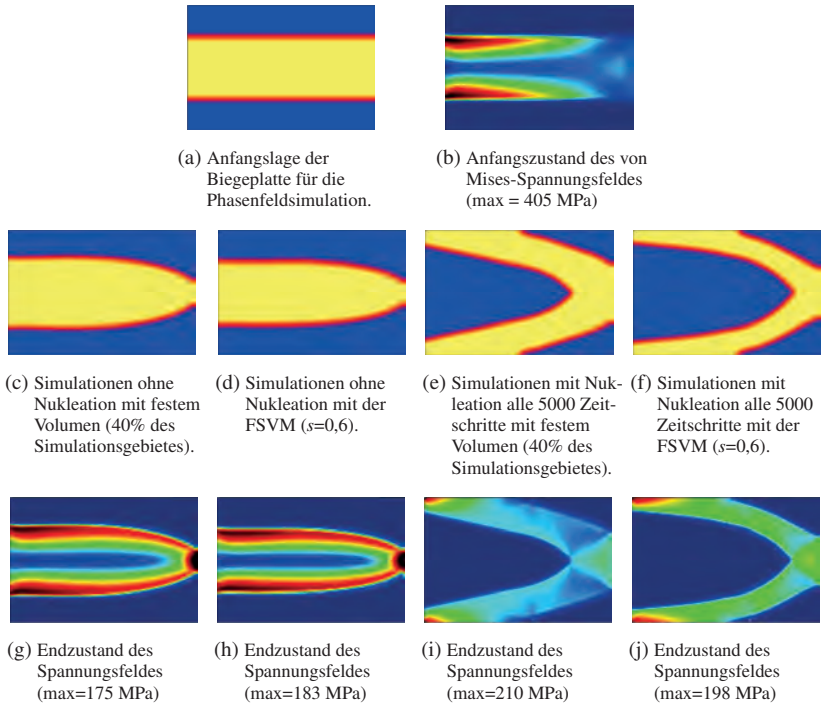 (a) Anfangslage der
Biegeplatte für die
Phasenfeldsimulation.
(b) Anfangszustand des von
Mises-Spannungsfeldes
(max = 405 MPa)
(c) Simulationen ohne
Nukleation mit festem
Volumen (40% des
Simulationsgebietes).
(d) Simulationen ohne
Nukleation mit der
FSVM (s=0,6).
(e) Simulationen mit Nuk-
leation alle 5000 Zeit-
schritte mit festem
Volumen (40% des
Simulationsgebietes).
(f) Simulationen mit
Nukleation alle 5000
Zeitschritte mit der
FSVM (s=0,6).
(g) Endzustand des
Spannungsfeldes
(max=175 MPa)
(h) Endzustand des
Spannungsfeldes
(max=183 MPa)
(i) Endzustand des
Spannungsfeldes
(max=210 MPa)
(j) Endzustand des
Spannungsfeldes
(max=198 MPa)